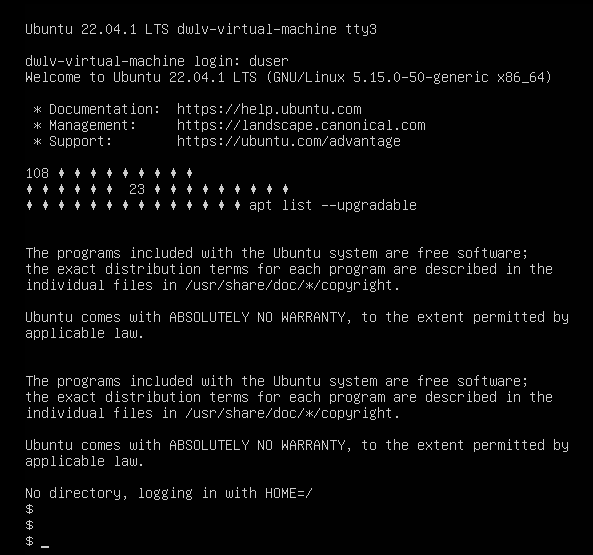 Ubuntu 22.04.1 LTS dwlv-virtual-machine tty3
dwlv-virtual-machine login: duser
Welcome to Ubuntu 22.04.1 LTS (GNU/Linux 5.15.0-50-generic x86_64)
* Documentation:  https://help.ubuntu.com
* Management:     https://landscape.canonical.com
* Support:        https://ubuntu.com/advantage
108 ♦ ♦ ♦ ♦ ♦ ♦ ♦ ♦ ♦
♦ ♦ ♦ ♦ ♦ ♦  23 ♦ ♦ ♦ ♦ ♦ ♦ ♦ ♦ ♦
♦ ♦ ♦ ♦ ♦ ♦ ♦ ♦ ♦ ♦ ♦ ♦ ♦ ♦ apt list --upgradable
The programs included with the Ubuntu system are free software;
the exact distribution terms for each program are described in the
individual files in /usr/share/doc/*/copyright.
Ubuntu comes with ABSOLUTELY NO WARRANTY, to the extent permitted by
applicable law.
The programs included with the Ubuntu system are free software;
the exact distribution terms for each program are described in the
individual files in /usr/share/doc/*/copyright.
Ubuntu comes with ABSOLUTELY NO WARRANTY, to the extent permitted by
applicable law.
No directory, logging in with HOME=/
$
$
$ _